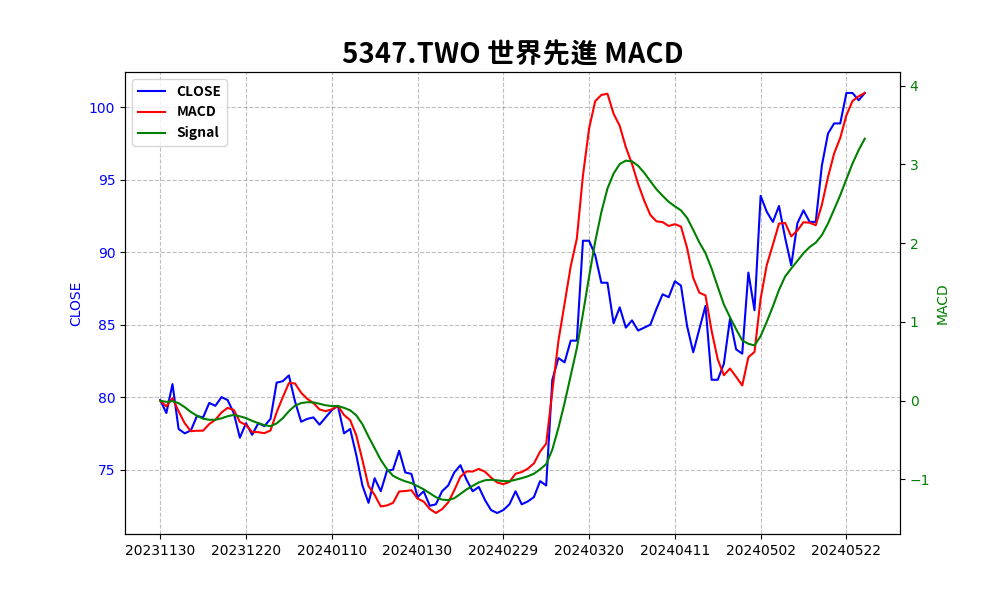 5347.TWO 世界先進 MACD
CLOSE
MACD
Signal
100
95
90
85
80
75
CLOSE
4
3
2
1
0
−1
MACD
20231130 20231220 20240110 20240130 20240229 20240320 20240411 20240502 20240522